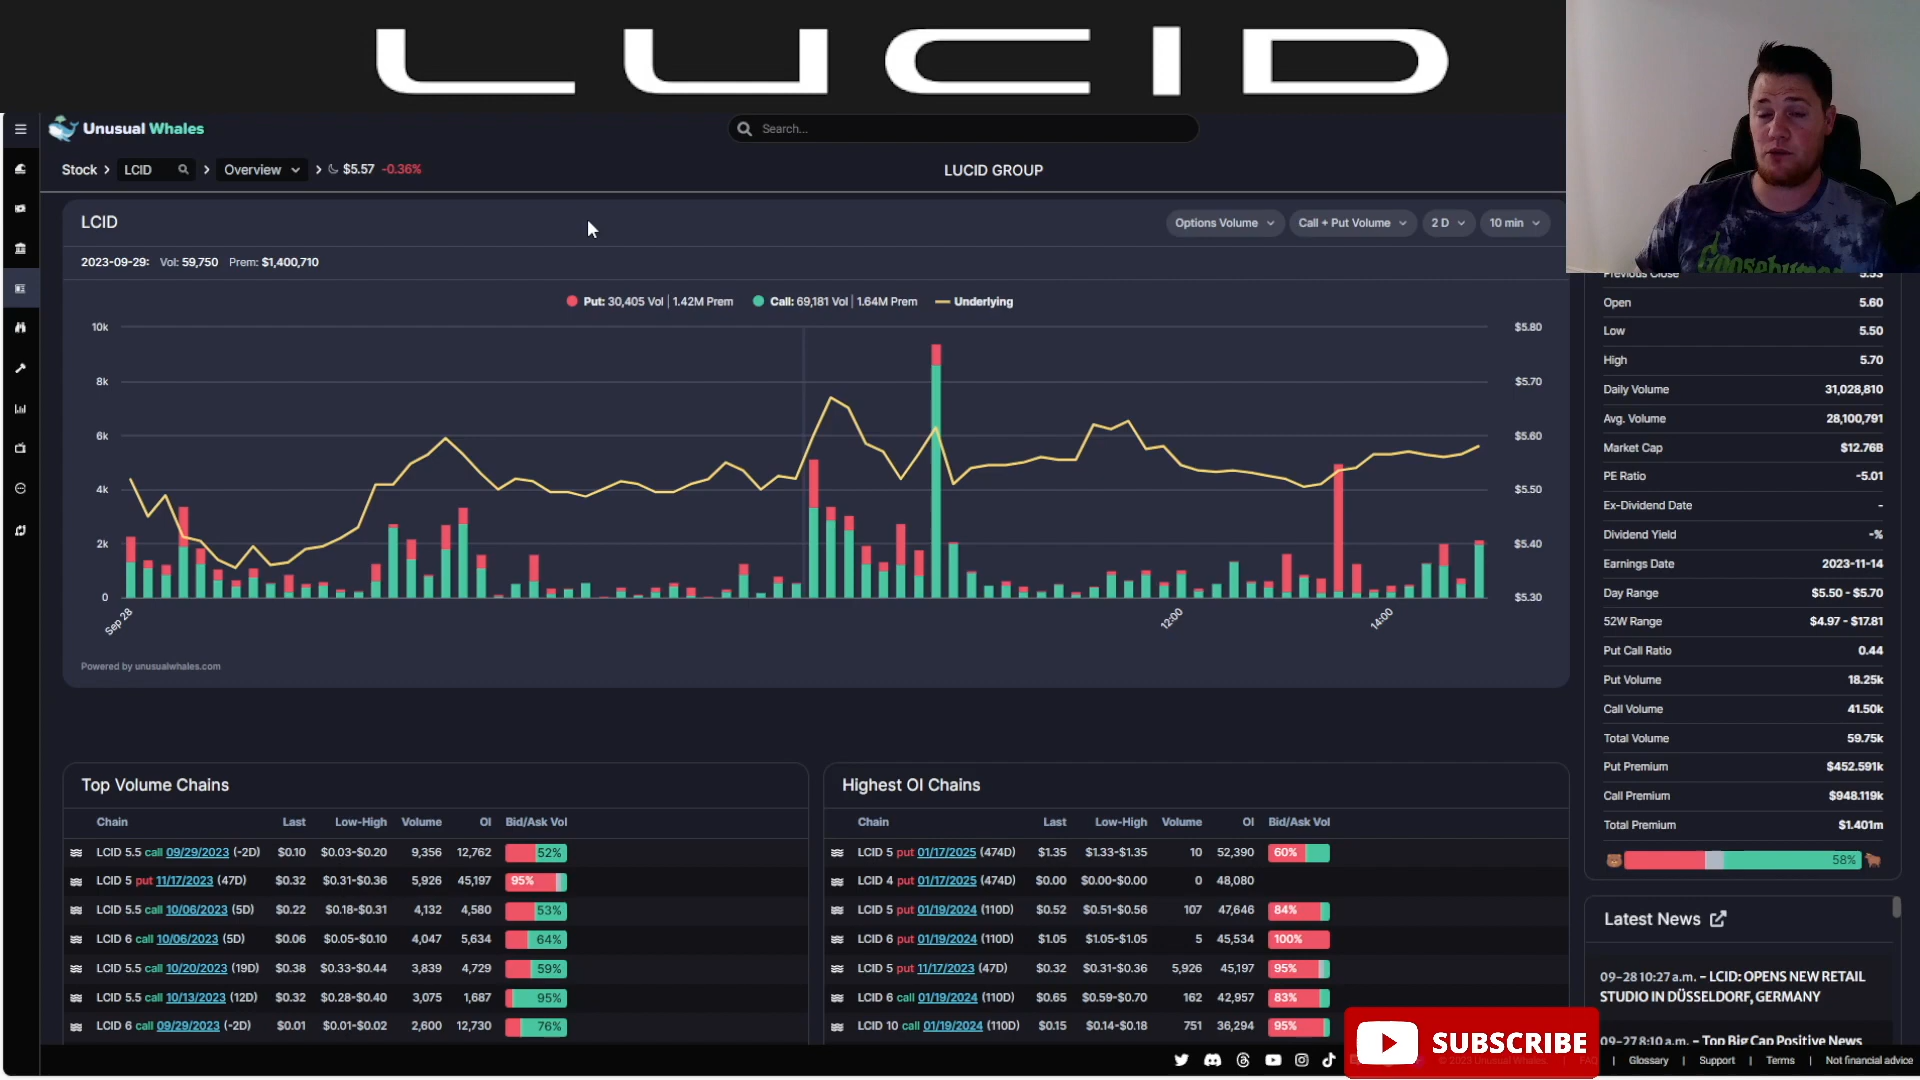 LUCID
Unusual Whales
Search...
Stock > LCID > Overview > $5.57 -0.36%
LUCID GROUP
LCID
Options Volume Call + Put Volume 2 D 10 min
2023-09-29: Vol: 59,750 Prem: $1,400,710
Put: 30,405 Vol | 1.42M Prem Call: 69,181 Vol | 1.64M Prem Underlying
10k $5.80
8k $5.70
6k $5.60
4k $5.50
2k $5.40
0 $5.30
Sep 28 12:00 14:00
Powered by unusualwhales.com
Previous Close 5.53
Open 5.60
Low 5.50
High 5.70
Daily Volume 31,028,810
Avg. Volume 28,100,791
Market Cap $12.76B
PE Ratio -5.01
Ex-Dividend Date -
Dividend Yield -%
Earnings Date 2023-11-14
Day Range $5.50 - $5.70
52W Range $4.97 - $17.81
Put Call Ratio 0.44
Put Volume 18.25k
Call Volume 41.50k
Total Volume 59.75k
Put Premium $452.591k
Call Premium $948.119k
Total Premium $1.401m
58%
Top Volume Chains
Chain Last Low-High Volume OI Bid/Ask Vol
LCID 5.5 call 09/29/2023 (-2D) $0.10 $0.03-$0.20 9,356 12,762 52%
LCID 5 put 11/17/2023 (47D) $0.32 $0.31-$0.36 5,926 45,197 95%
LCID 5.5 call 10/06/2023 (5D) $0.22 $0.18-$0.31 4,132 4,580 53%
LCID 6 call 10/06/2023 (5D) $0.06 $0.05-$0.10 4,047 5,634 64%
LCID 5.5 call 10/20/2023 (19D) $0.38 $0.33-$0.44 3,839 4,729 59%
LCID 5.5 call 10/13/2023 (12D) $0.32 $0.28-$0.40 3,075 1,687 95%
LCID 6 call 09/29/2023 (-2D) $0.01 $0.01-$0.02 2,600 12,730 76%
Highest OI Chains
Chain Last Low-High Volume OI Bid/Ask Vol
LCID 5 put 01/17/2025 (474D) $1.35 $1.33-$1.35 10 52,390 60%
LCID 4 put 01/17/2025 (474D) $0.00 $0.00-$0.00 0 48,080
LCID 5 put 01/19/2024 (110D) $0.52 $0.51-$0.56 107 47,646 84%
LCID 6 put 01/19/2024 (110D) $1.05 $1.05-$1.05 5 45,534 100%
LCID 5 put 11/17/2023 (47D) $0.32 $0.31-$0.36 5,926 45,197 95%
LCID 6 call 01/19/2024 (110D) $0.65 $0.59-$0.70 162 42,957 83%
LCID 10 call 01/19/2024 (110D) $0.15 $0.14-$0.18 751 36,294 95%
Latest News
09-28 10:27 a.m. - LCID: OPENS NEW RETAIL
STUDIO IN DÜSSELDORF, GERMANY
09-27 8:10 a.m. - Top Big Cap Positive News
SUBSCRIBE
Glossary | Support | Terms | Not financial advice